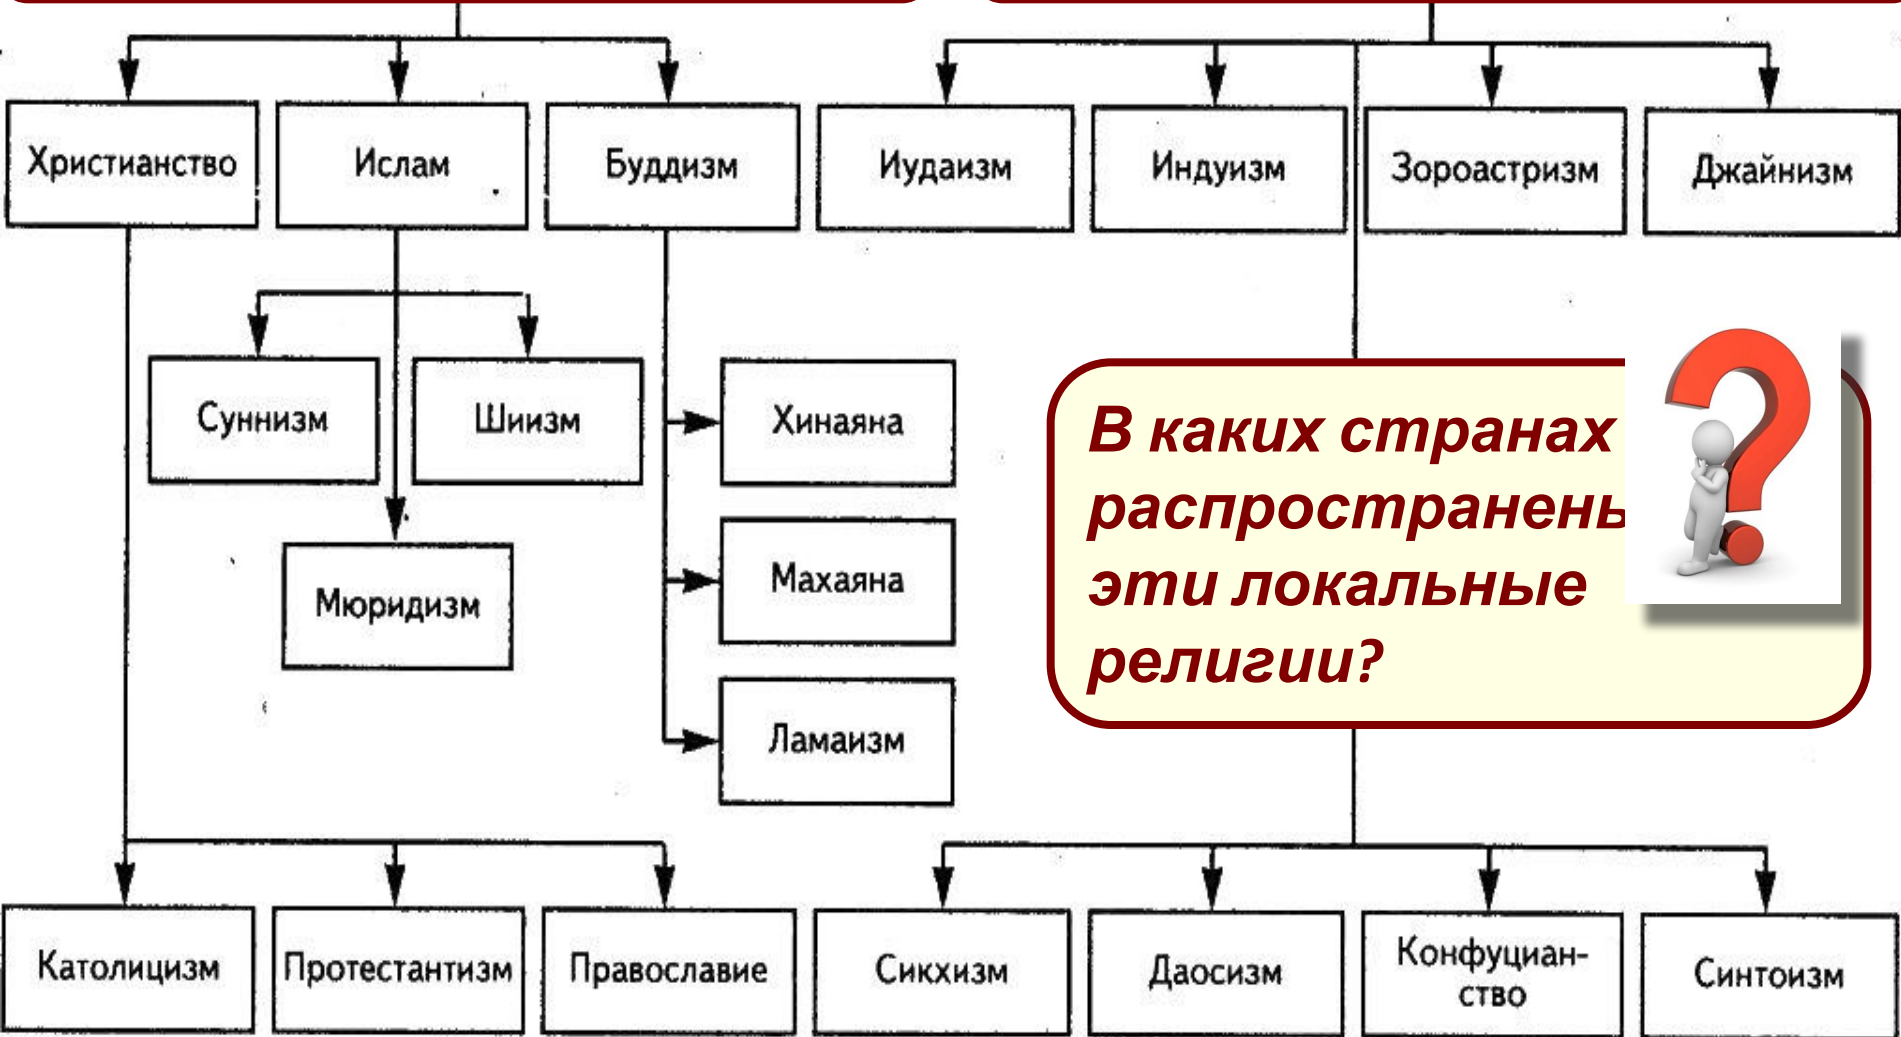 Христианство
Ислам
Буддизм
Иудаизм
Индуизм
Зороастризм
Джайнизм
Суннизм
Шиизм
Хинаяна
Мюридизм
Махаяна
Ламаизм
В каких странах
распространены
эти локальные
религии?
Католицизм
Протестантизм
Православие
Сикхизм
Даосизм
Конфуциан-
ство
Синтоизм